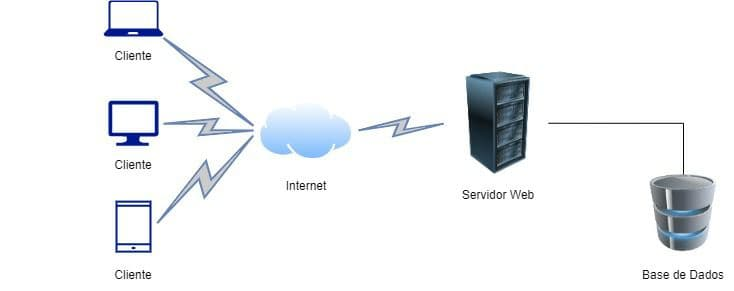 Cliente
Cliente
Internet
Servidor Web
Cliente
Base de Dados